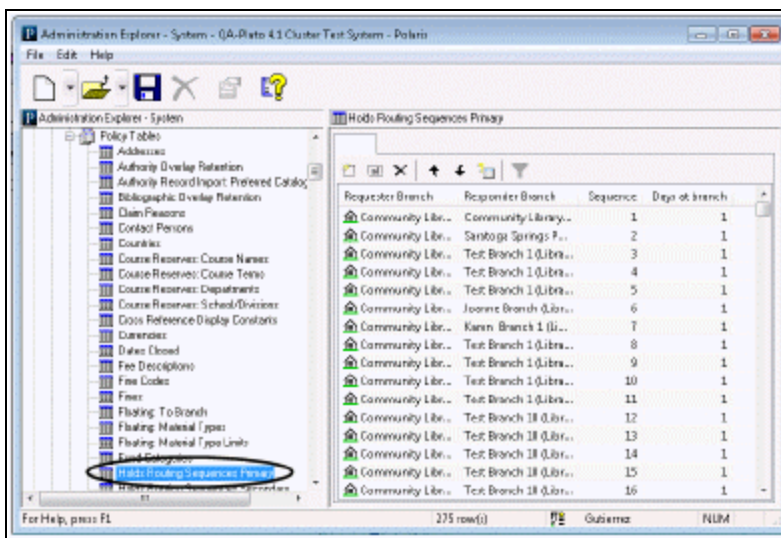 Administration Explorer - System - QA-Plato 4.1 Cluster Test System - Polaris
File Edit Help
Administration Explorer - System
Policy Tables
Addresses
Authority Overlay Retention
Authority Record Import: Preferred Catalog
Bibliographic Overlay Retention
Claim Reasons
Contact Persons
Countries
Course Reserves: Course Names
Course Reserves: Course Terms
Course Reserves: Departments
Course Reserves: School/Divisions
Cross Reference Display Constants
Currencies
Dates Closed
Fee Descriptions
Fine Codes
Fines
Floating: To Branch
Floating: Material Types
Floating: Material Type Limits
Fund Categories
Holds Routing Sequences Primary
Holds Routing Sequences Secondary
Holds Routing Sequences Primary
Requester Branch Responder Branch Sequence Days at branch
Community Libr... Community Library... 1 1
Community Libr... Saratoga Springs P... 2 1
Community Libr... Test Branch 1 (Libra... 3 1
Community Libr... Test Branch 1 (Libra... 4 1
Community Libr... Test Branch 1 (Libra... 5 1
Community Libr... Joanne Branch (Libr... 6 1
Community Libr... Karen Branch 1 (Li... 7 1
Community Libr... Test Branch 1 (Libra... 8 1
Community Libr... Test Branch 1 (Libra... 9 1
Community Libr... Test Branch 1 (Libra... 10 1
Community Libr... Test Branch 1 (Libra... 11 1
Community Libr... Test Branch 10 (Libr... 12 1
Community Libr... Test Branch 10 (Libr... 13 1
Community Libr... Test Branch 10 (Libr... 14 1
Community Libr... Test Branch 10 (Libr... 15 1
Community Libr... Test Branch 10 (Libr... 16 1
For Help, press F1 275 row(s) Gutierrez NUM